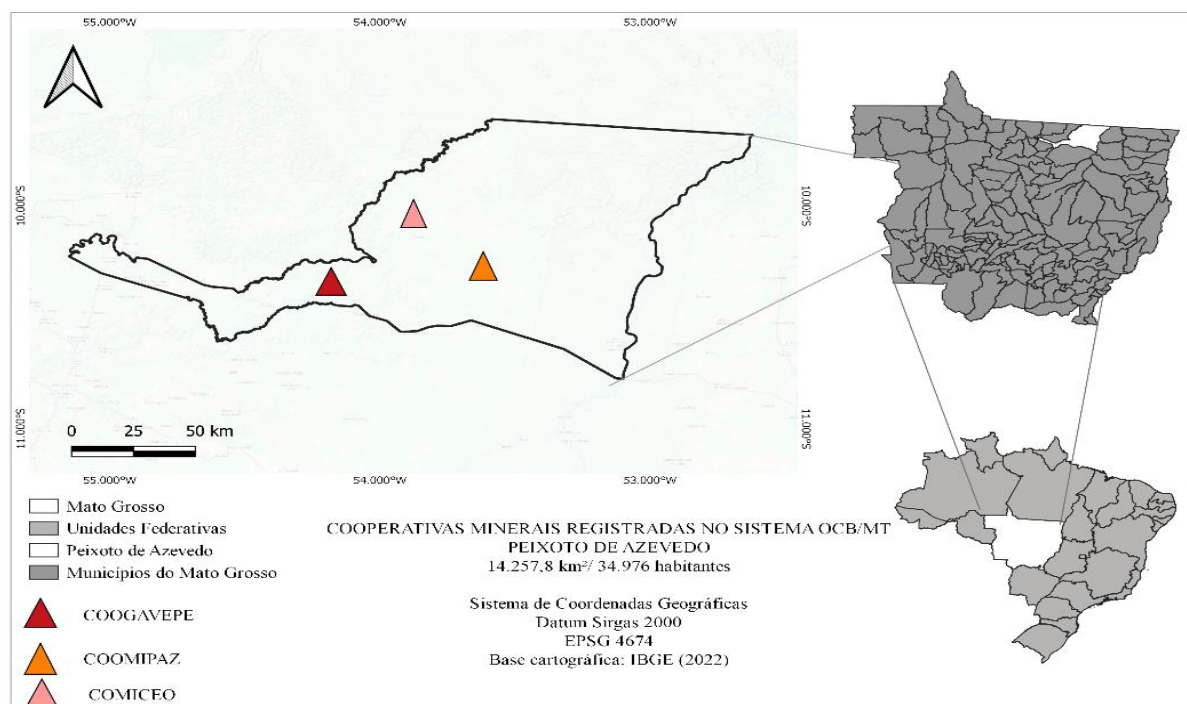 55.000°W 54.000°W 53.000°W
10.000°S
10.000°S
11.000°S
11.000°S
0 25 50 km
55.000°W 54.000°W 53.000°W
Mato Grosso
Unidades Federativas
Peixoto de Azevedo
Municípios do Mato Grosso
COOGAVEPE
COOMIPAZ
COMICEO
COOPERATIVAS MINERAIS REGISTRADAS NO SISTEMA OCB/MT
PEIXOTO DE AZEVEDO
14.257,8 km²/ 34.976 habitantes
Sistema de Coordenadas Geográficas
Datum Sirgas 2000
EPSG 4674
Base cartográfica: IBGE (2022)